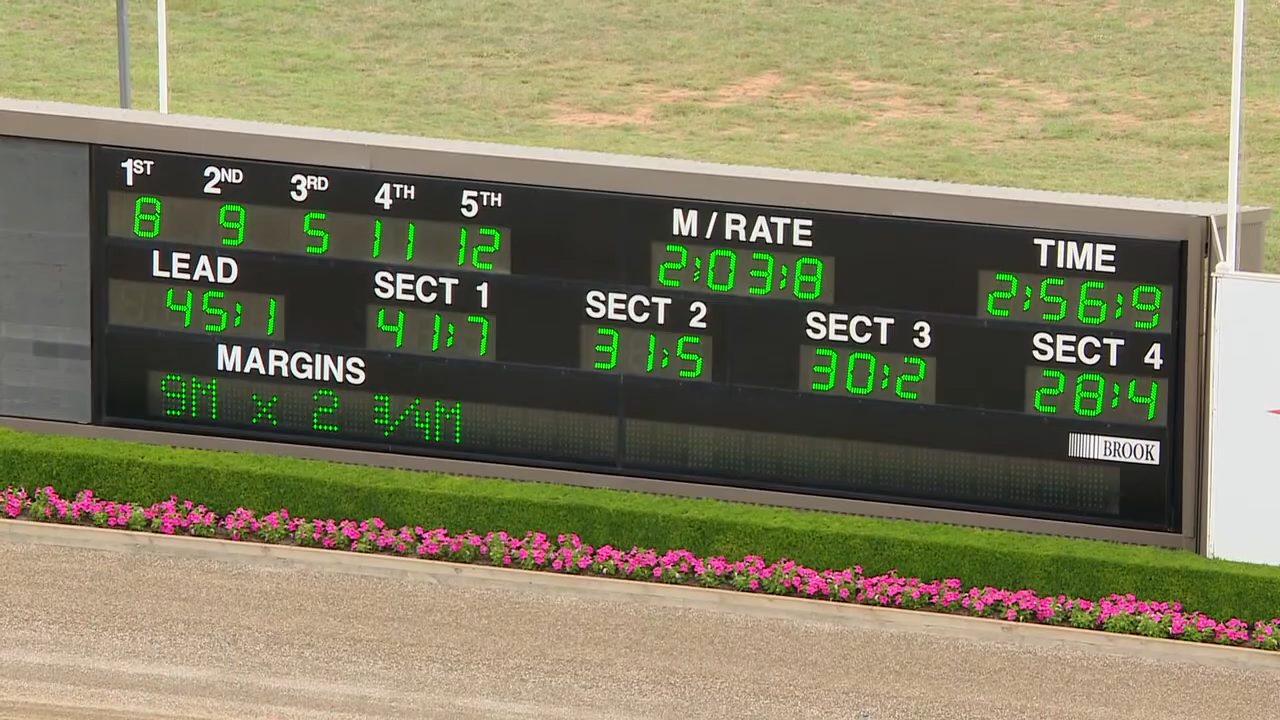 1ST 2ND 3RD 4TH 5TH M / RATE TIME
8 9 5 11 12 2:03:8 2:56:9
LEAD SECT 1 SECT 2 SECT 3 SECT 4
45:1 41:7 31:5 30:2 28:4
MARGINS
9M x 2 3/4M
BROOK